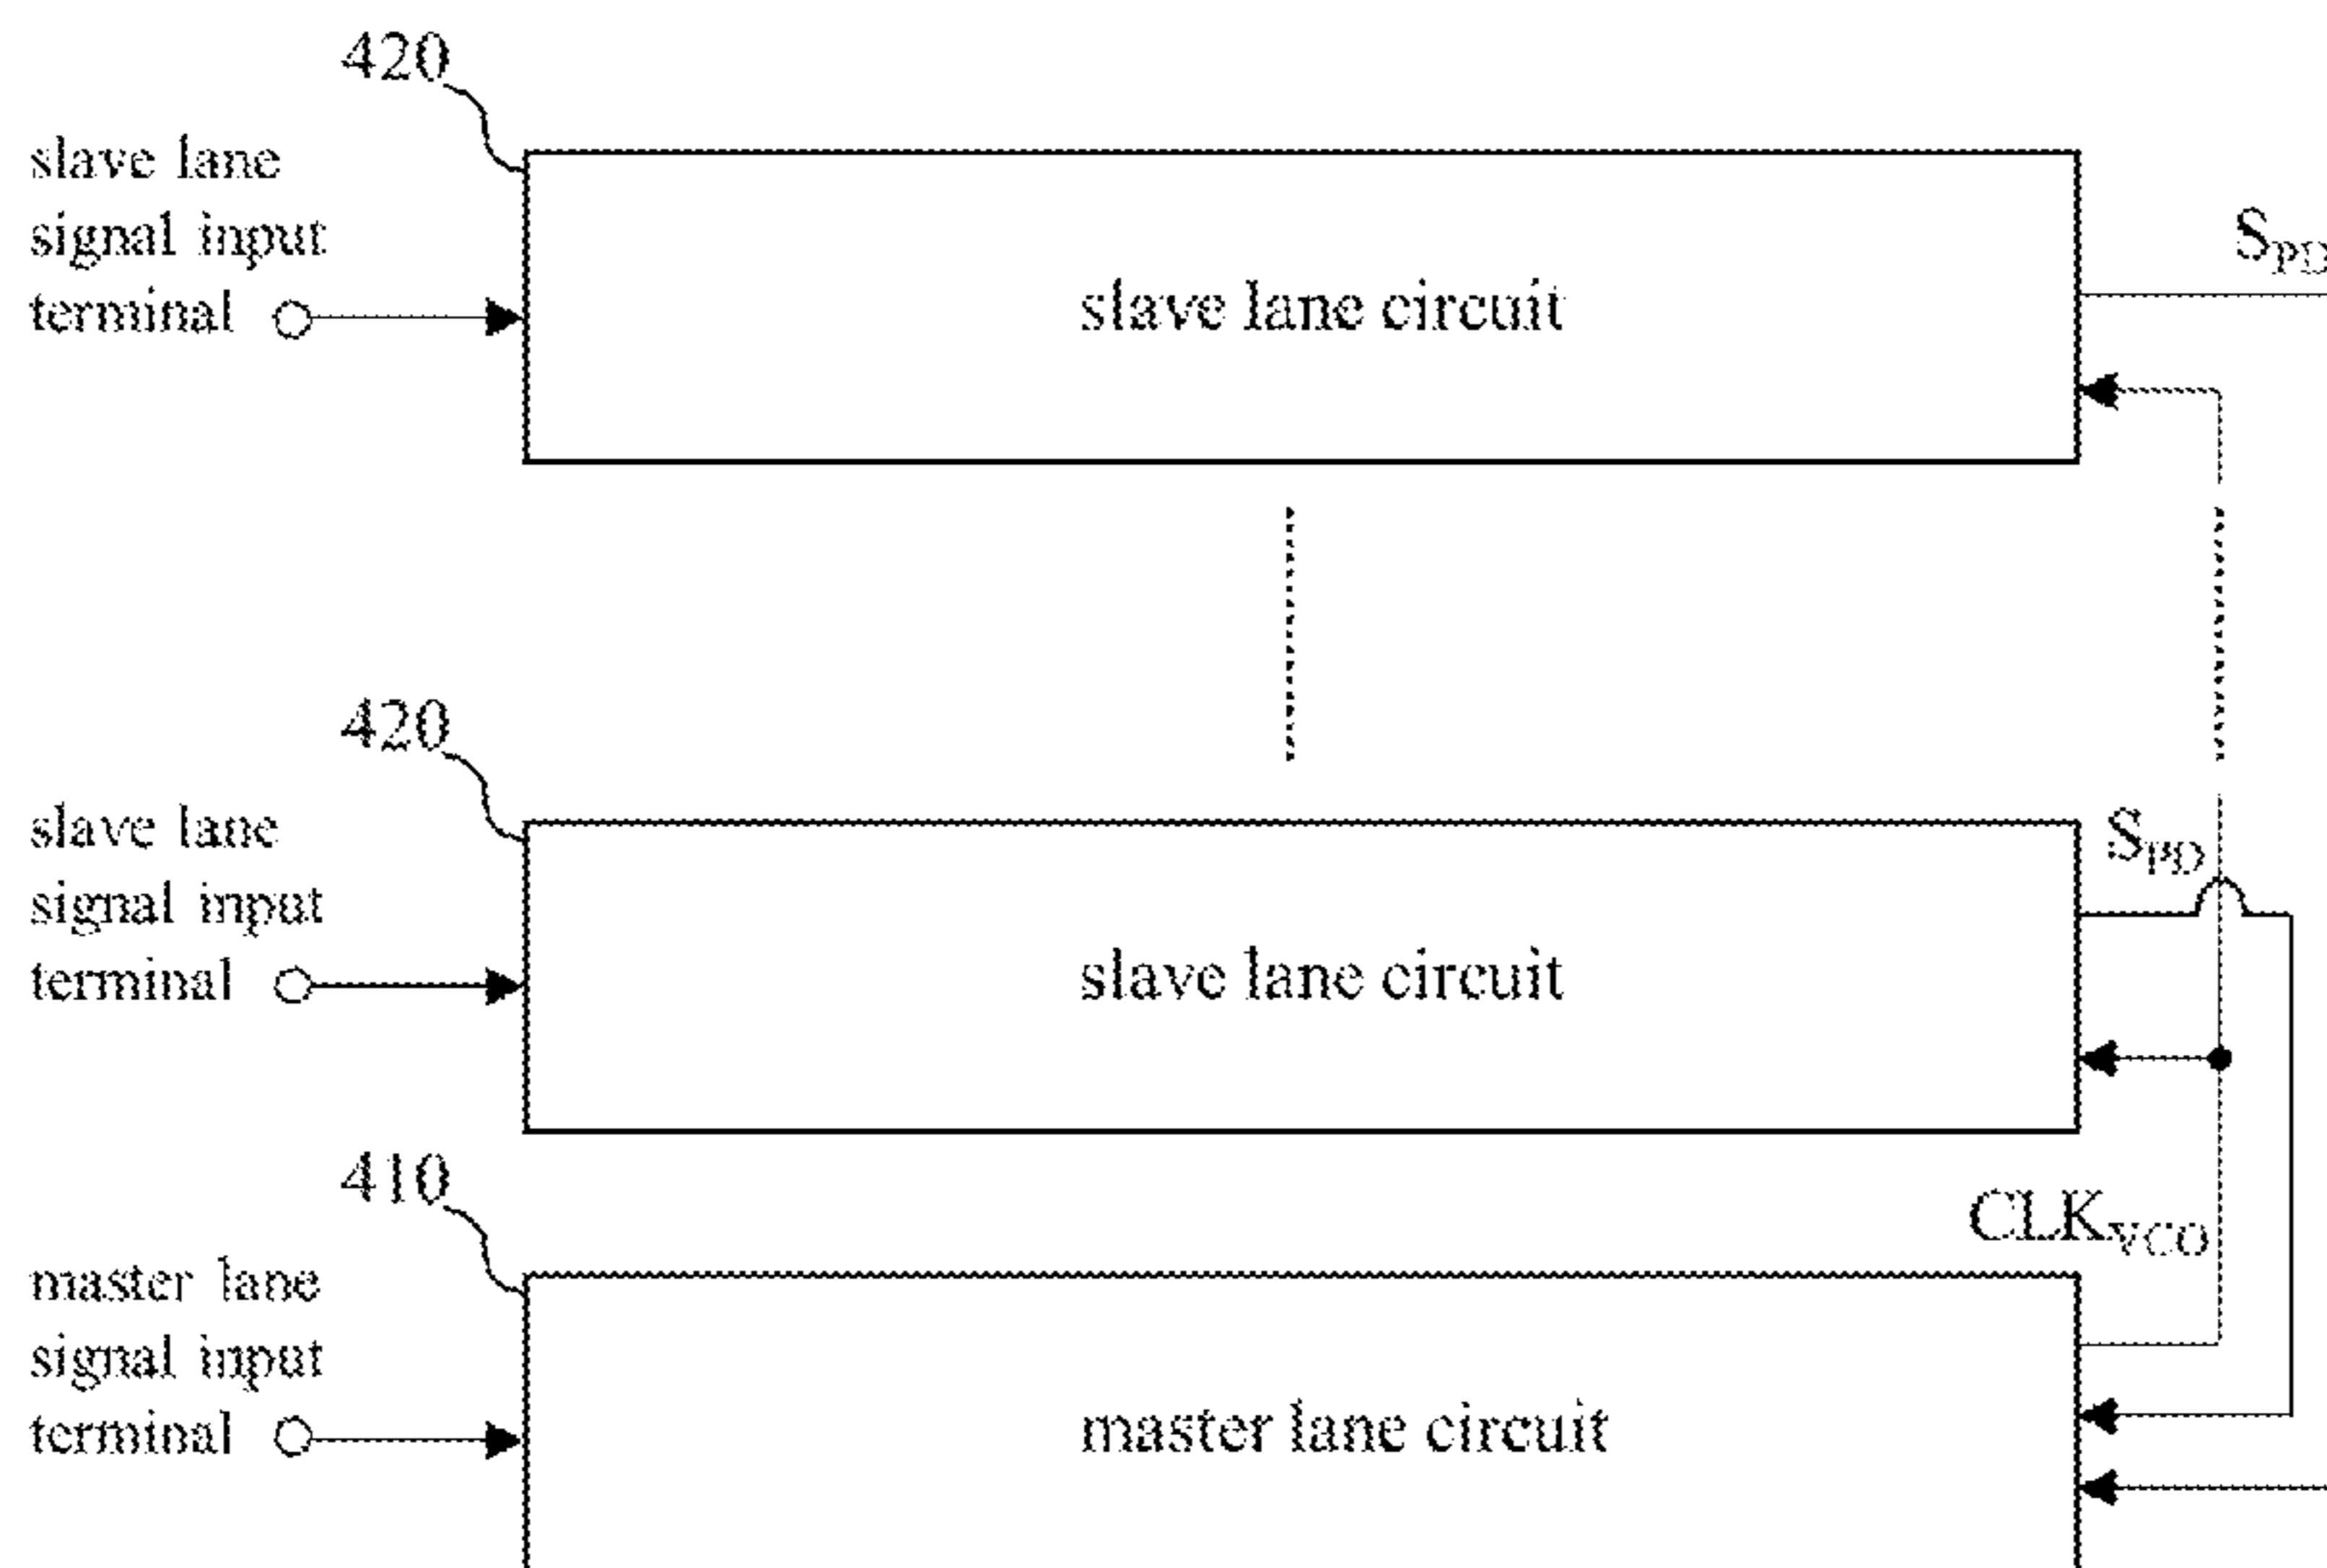 420
slave lane
signal input
terminal
slave lane circuit
S_PD
420
slave lane
signal input
terminal
slave lane circuit
S_PD
410
CLK_VCO
master lane
signal input
terminal
master lane circuit